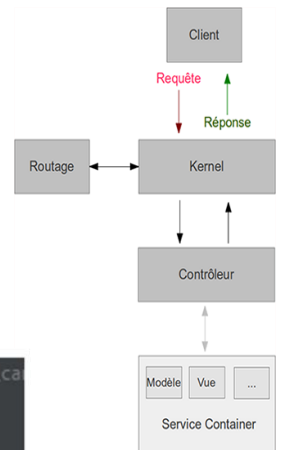 Client
Requête
Réponse
Routage
Kernel
Contrôleur
Modèle
Vue
...
Service Container